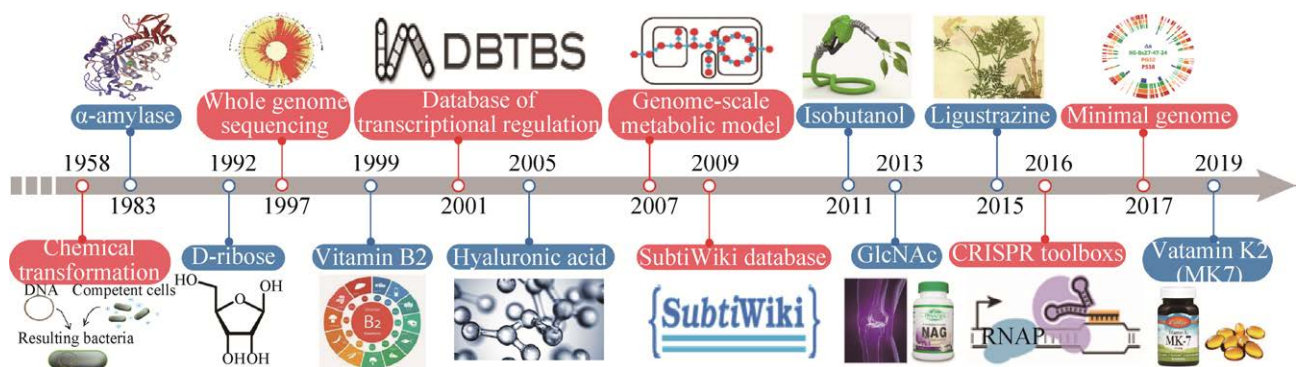 DBTBS
Δ6
PG10
PS38
α-amylase
Whole genome
sequencing
Database of
transcriptional regulation
Genome-scale
metabolic model
Isobutanol
Ligustrazine
Minimal genome
1958
1992
1999
2005
2009
2013
2016
2019
1983
1997
2001
2007
2011
2015
2017
Chemical
transformation
D-ribose
Vitamin B2
Hyaluronic acid
SubtiWiki database
GlcNAc
CRISPR toolboxs
Vatamin K2
(MK7)
DNA
Competent cells
Resulting bacteria
HO
O
OH
OHOH
B2
{SubtiWiki}
NAG
RNAP
MK-7